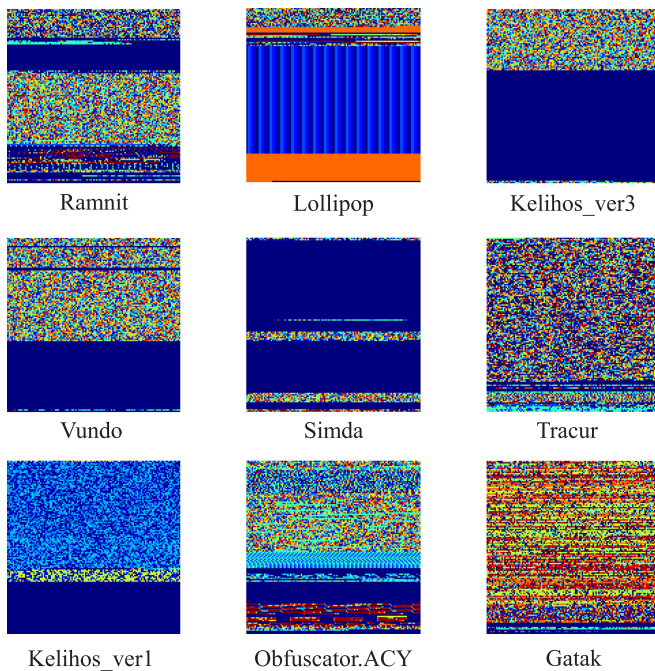 Ramnit
Lollipop
Kelihos_ver3
Vundo
Simda
Tracur
Kelihos_ver1
Obfuscator.ACY
Gatak